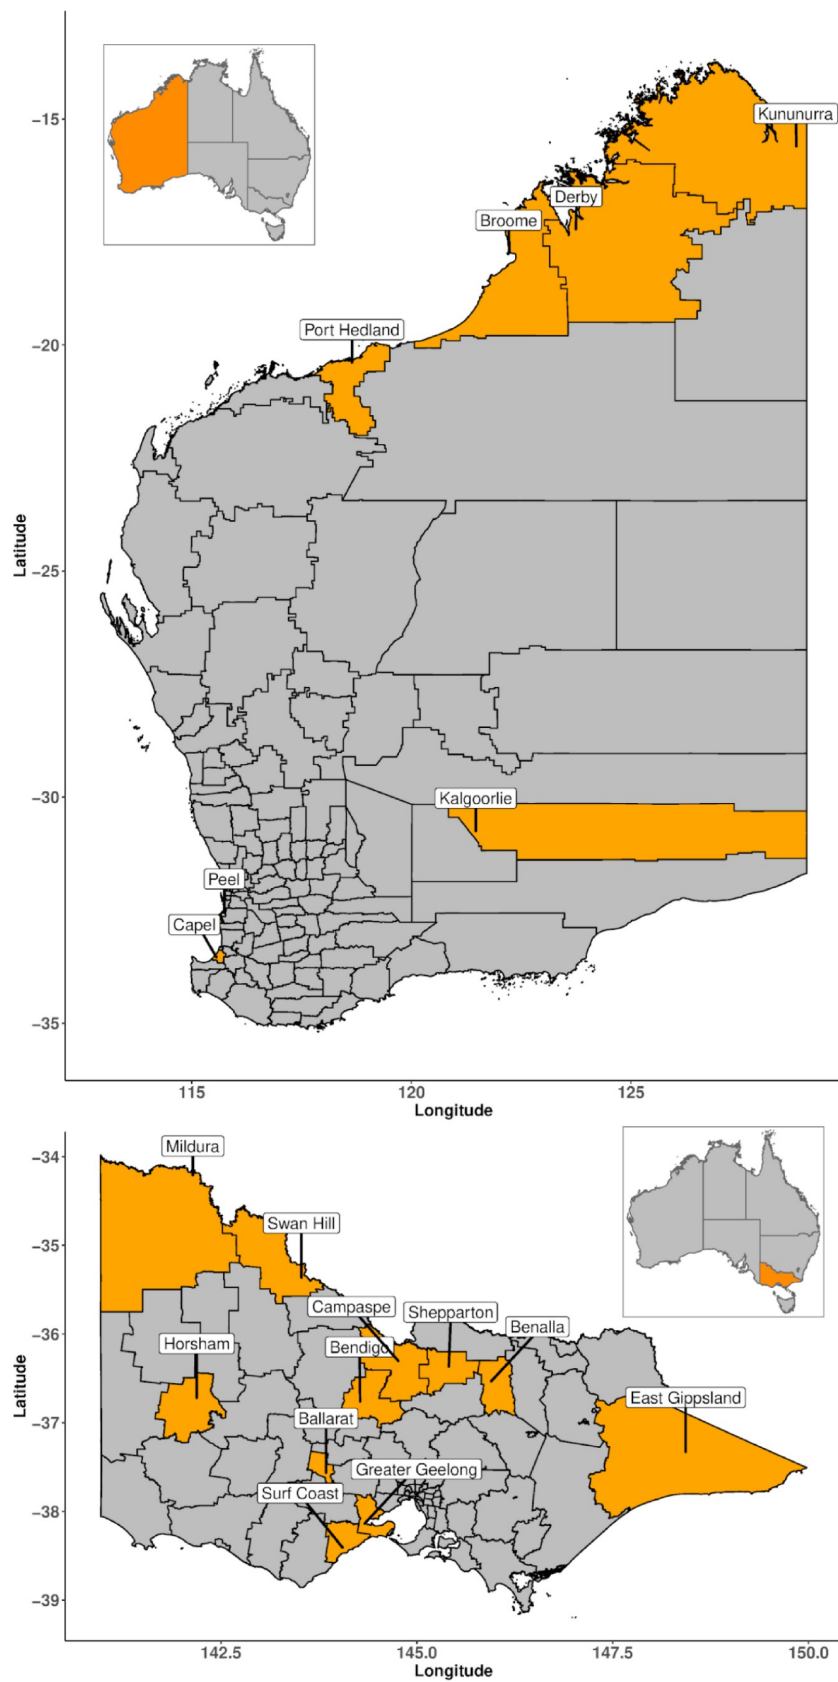 −15
Kununurra
Derby
Broome
Port Hedland
−20
Latitude
−25
Kalgoorlie
−30
Peel
Capel
−35
115
120
125
Longitude
Mildura
−34
Swan Hill
−35
Campaspe
Shepparton
Benalla
−36
Horsham
Bendigo
East Gippsland
−37
Ballarat
Latitude
Greater Geelong
Surf Coast
−38
−39
142.5
145.0
147.5
150.0
Longitude